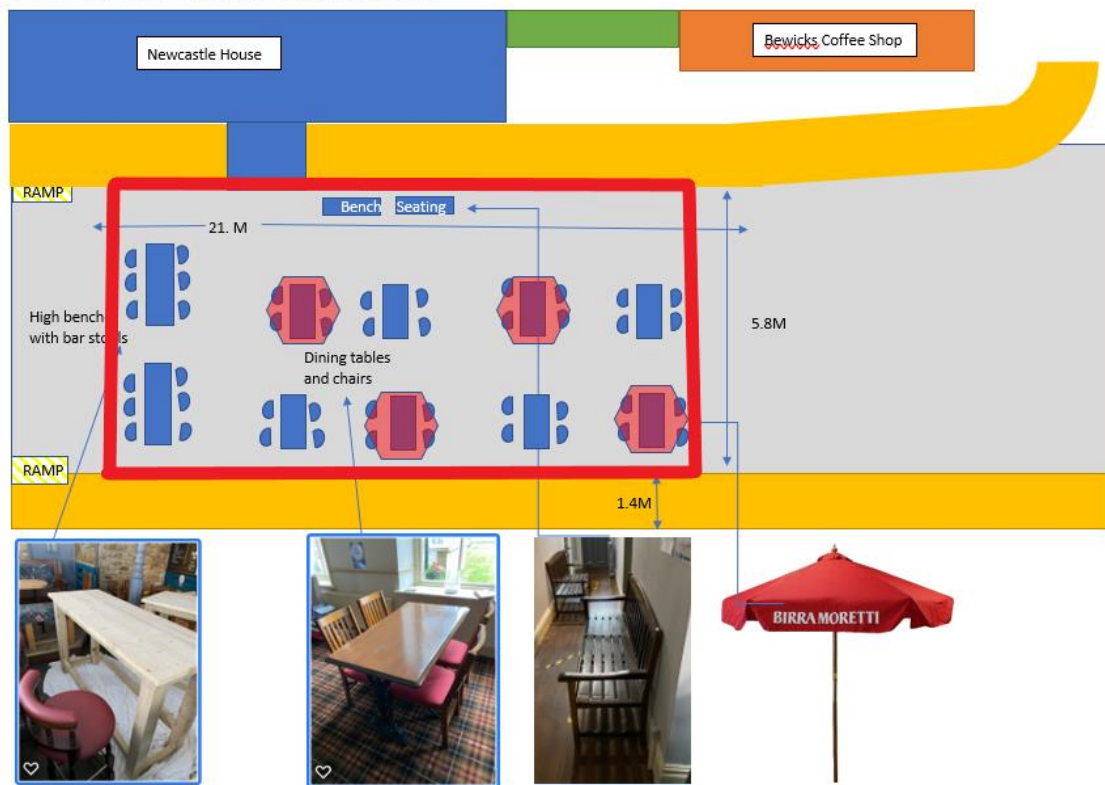 Newcastle House
Bewicks Coffee Shop
RAMP
Bench Seating
21. M
High bench
with bar stools
5.8M
Dining tables
and chairs
RAMP
1.4M
BIRRA MORETTI